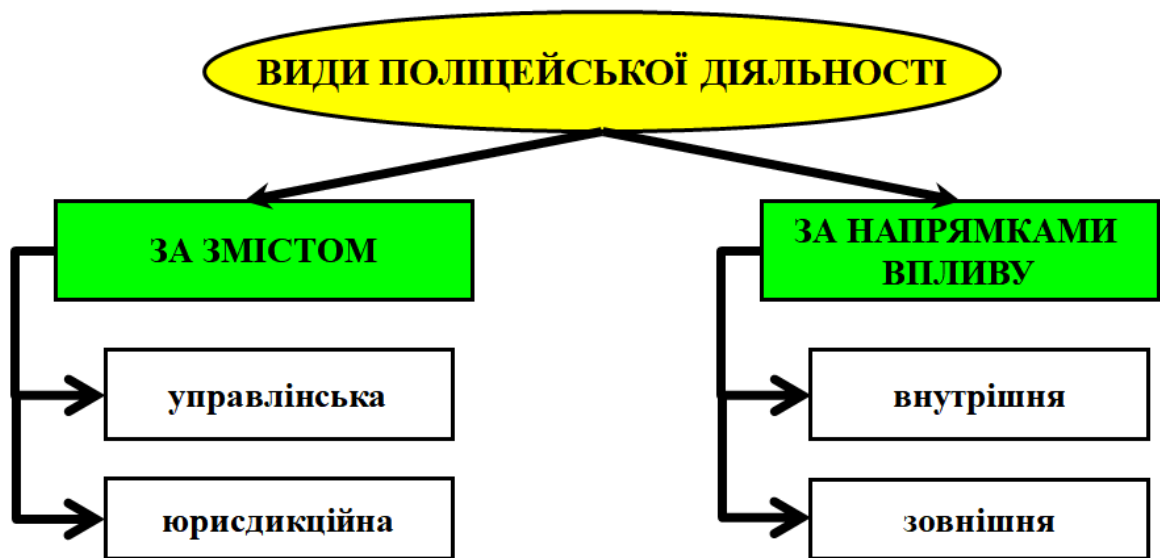 ВИДИ ПОЛІЦЕЙСЬКОЇ ДІЯЛЬНОСТІ
ЗА ЗМІСТОМ
управлінська
юрисдикційна
ЗА НАПРЯМКАМИ
ВПЛИВУ
внутрішня
зовнішня